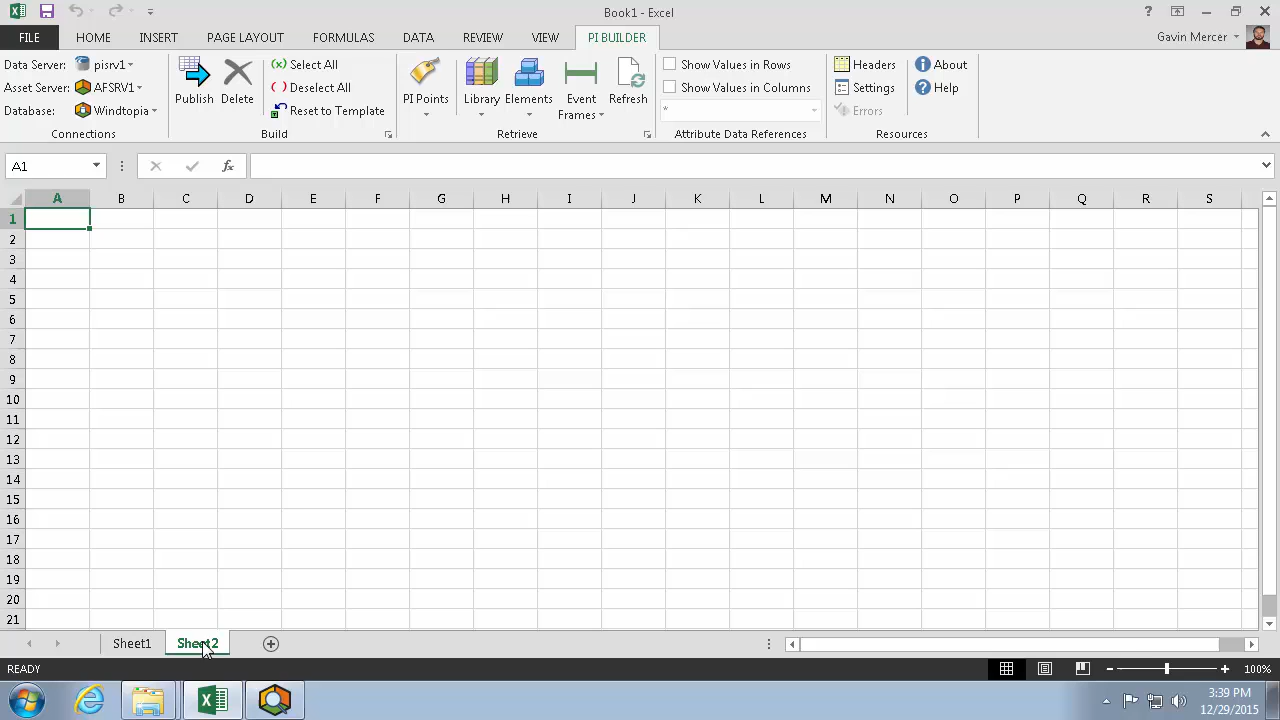 Book1 - Excel
?
FILE HOME INSERT PAGE LAYOUT FORMULAS DATA REVIEW VIEW PI BUILDER Gavin Mercer
Data Server: pisrv1
Asset Server: AFSRV1
Database: Windtopia
Connections
Publish Delete
(x) Select All
( ) Deselect All
Reset to Template
Build
PI Points Library Elements Event Frames Refresh
Retrieve
Show Values in Rows
Show Values in Columns
*
Attribute Data References
Headers
Settings
Errors
About
? Help
Resources
A1 fx
A B C D E F G H I J K L M N O P Q R S
1
2
3
4
5
6
7
8
9
10
11
12
13
14
15
16
17
18
19
20
21
Sheet1 Sheet2
READY 100%
3:39 PM
12/29/2015